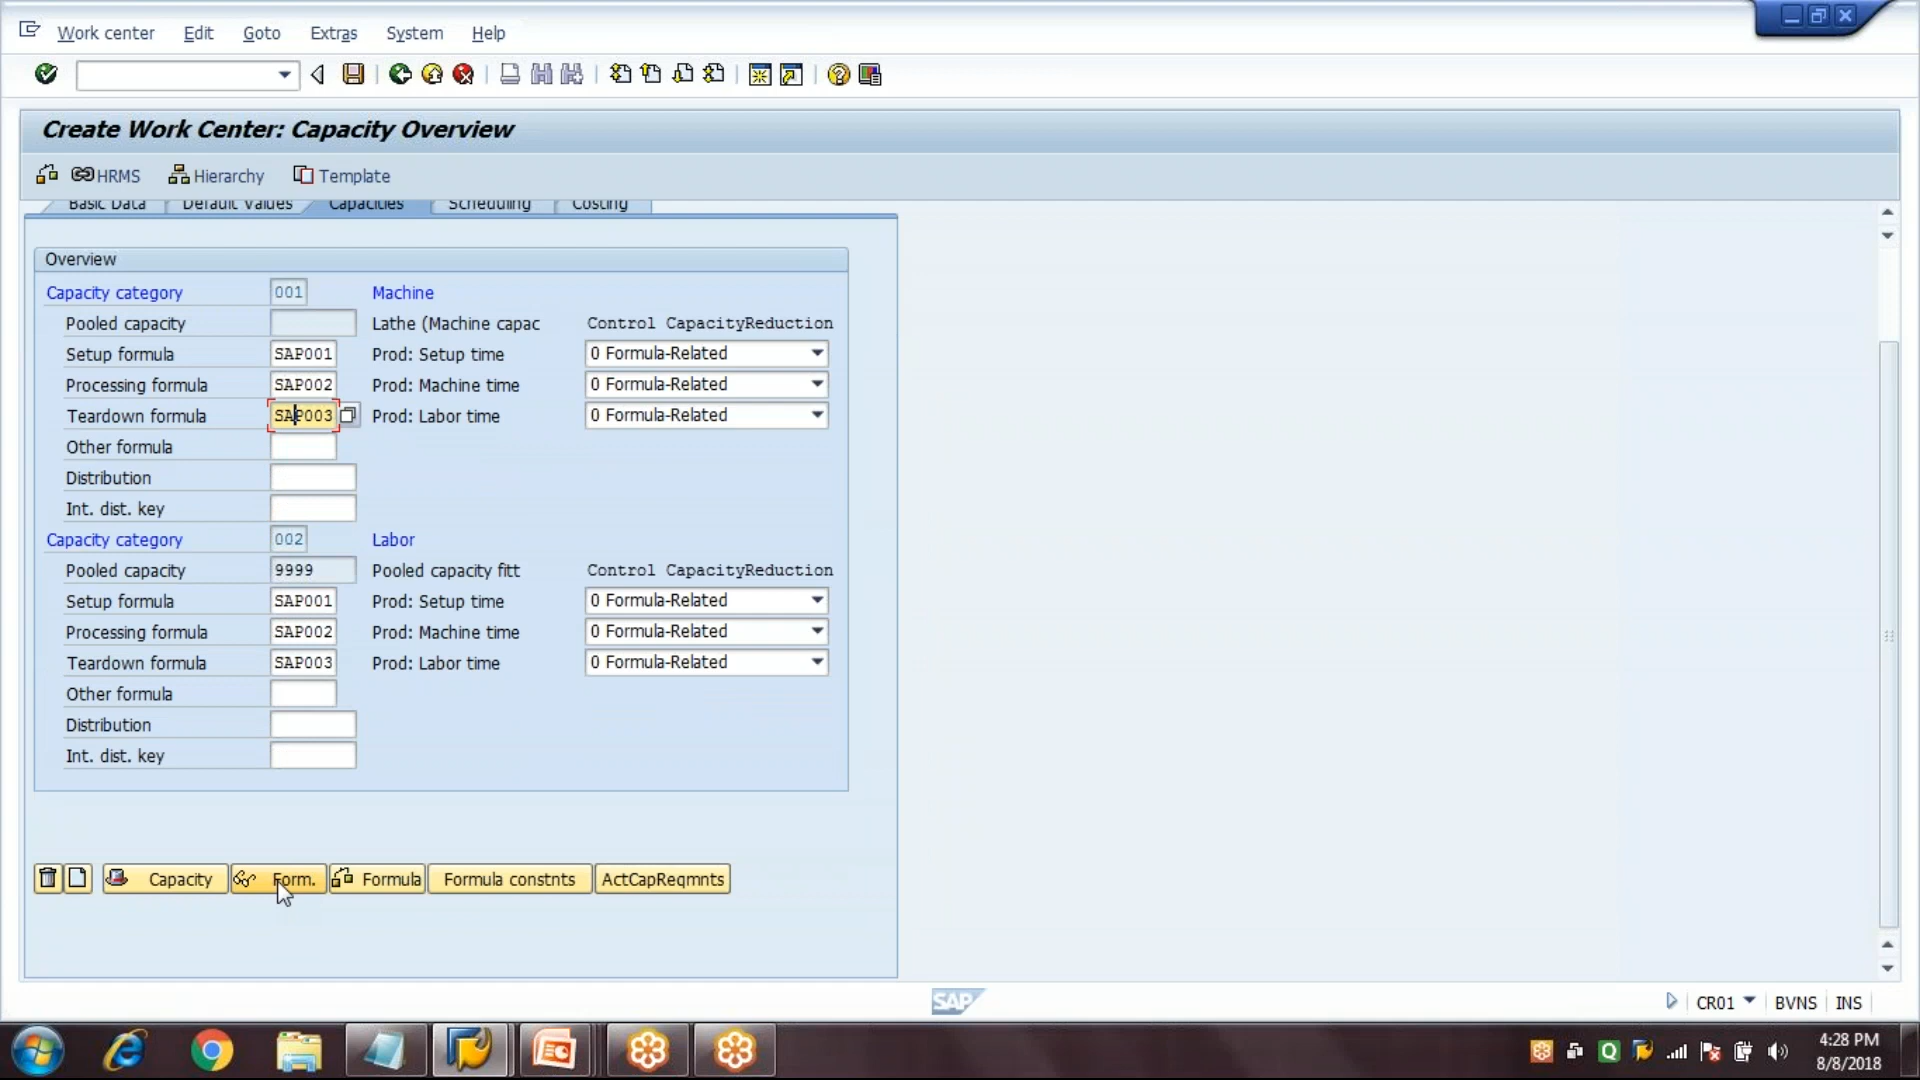 Work center Edit Goto Extras System Help
Create Work Center: Capacity Overview
HRMS Hierarchy Template
Basic Data Default Values Capacities Scheduling Costing
Overview
Capacity category 001 Machine
Pooled capacity Lathe (Machine capac Control CapacityReduction
Setup formula SAP001 Prod: Setup time 0 Formula-Related
Processing formula SAP002 Prod: Machine time 0 Formula-Related
Teardown formula SAP003 Prod: Labor time 0 Formula-Related
Other formula
Distribution
Int. dist. key
Capacity category 002 Labor
Pooled capacity 9999 Pooled capacity fitt Control CapacityReduction
Setup formula SAP001 Prod: Setup time 0 Formula-Related
Processing formula SAP002 Prod: Machine time 0 Formula-Related
Teardown formula SAP003 Prod: Labor time 0 Formula-Related
Other formula
Distribution
Int. dist. key
Capacity Form. Formula Formula constnts ActCapReqmnts
SAP CR01 BVNS INS
4:28 PM
8/8/2018